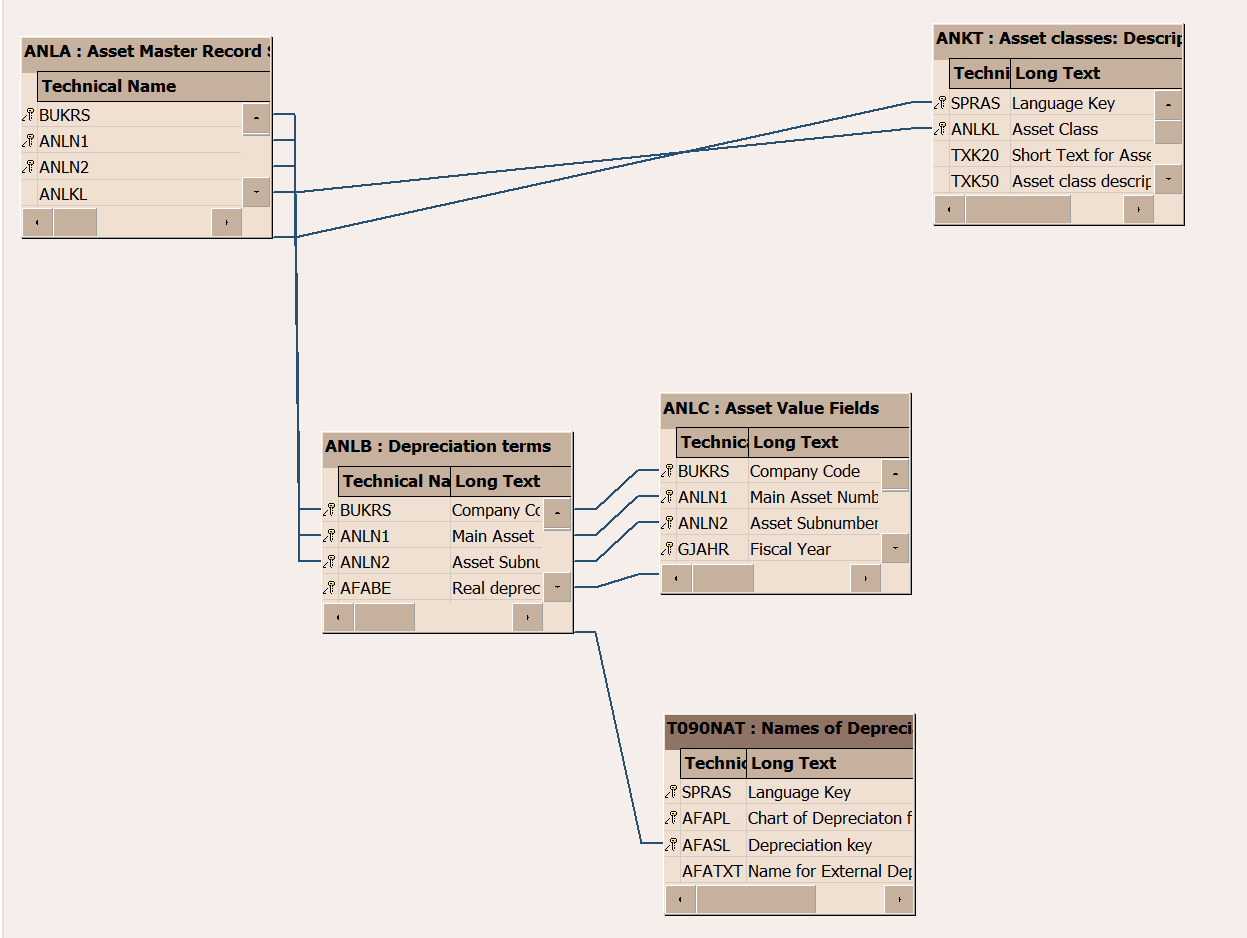 ANLA : Asset Master Record
Technical Name
BUKRS
ANLN1
ANLN2
ANLKL
ANKT : Asset classes: Descrip
Techni Long Text
SPRAS Language Key
ANLKL Asset Class
TXK20 Short Text for Asse
TXK50 Asset class descrip
ANLB : Depreciation terms
Technical Na Long Text
BUKRS Company Co
ANLN1 Main Asset
ANLN2 Asset Subnu
AFABE Real deprec
ANLC : Asset Value Fields
Technica Long Text
BUKRS Company Code
ANLN1 Main Asset Numb
ANLN2 Asset Subnumber
GJAHR Fiscal Year
T090NAT : Names of Depreci
Technic Long Text
SPRAS Language Key
AFAPL Chart of Depreciaton f
AFASL Depreciation key
AFATXT Name for External Dep